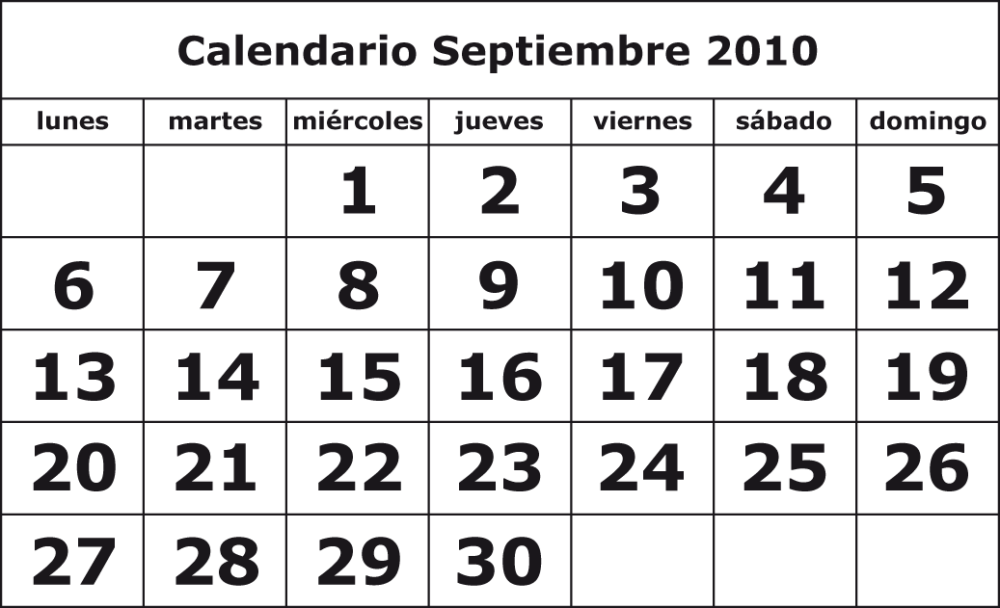 Calendario Septiembre 2010
lunes martes miércoles jueves viernes sábado domingo
1 2 3 4 5
6 7 8 9 10 11 12
13 14 15 16 17 18 19
20 21 22 23 24 25 26
27 28 29 30